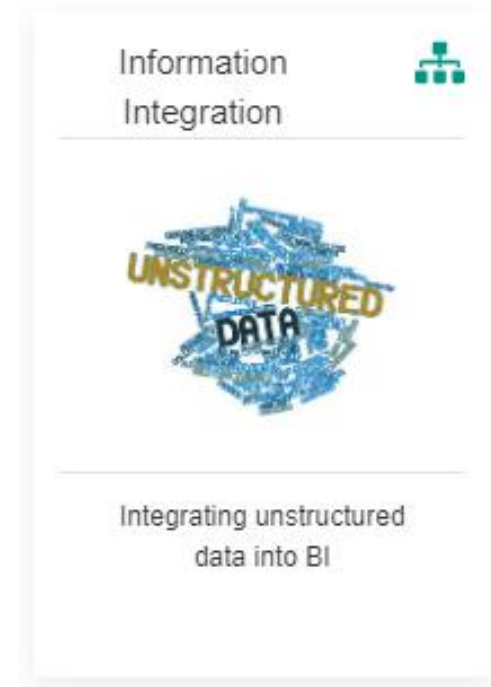 Information
Integration
UNSTRUCTURED
DATA
Integrating unstructured
data into BI